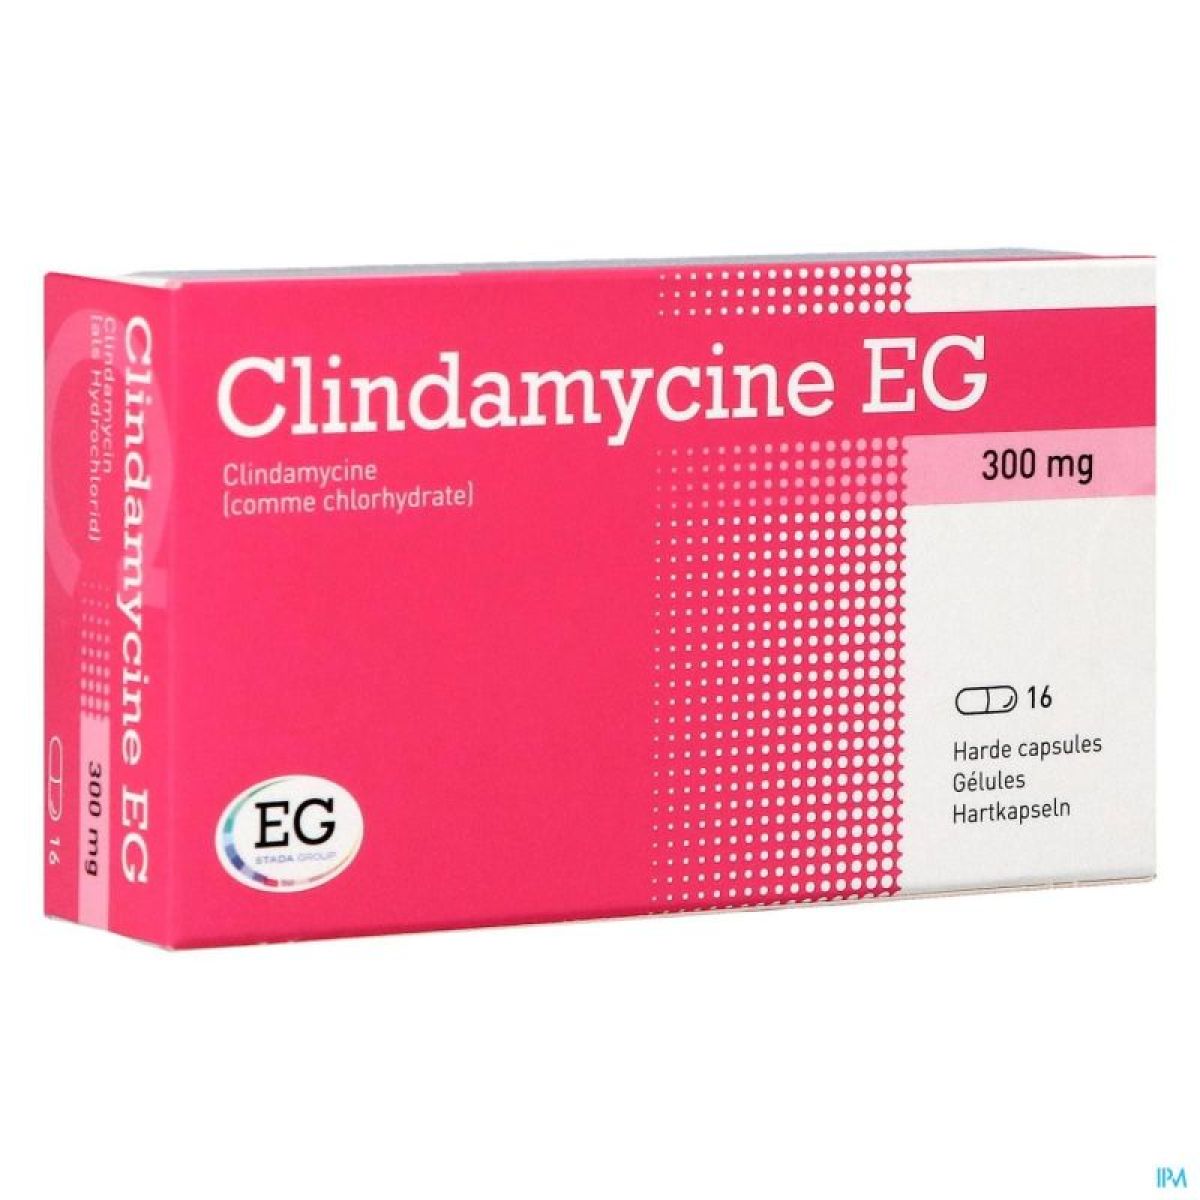 Clindamycine EG
Clindamycine
(comme chlorhydrate)
300 mg
16
Harde capsules
Gélules
Hartkapseln
EG
STADA GROUP
Clindamycine EG
Clindamycin
(als Hydrochlorid)
300 mg
16
IPM